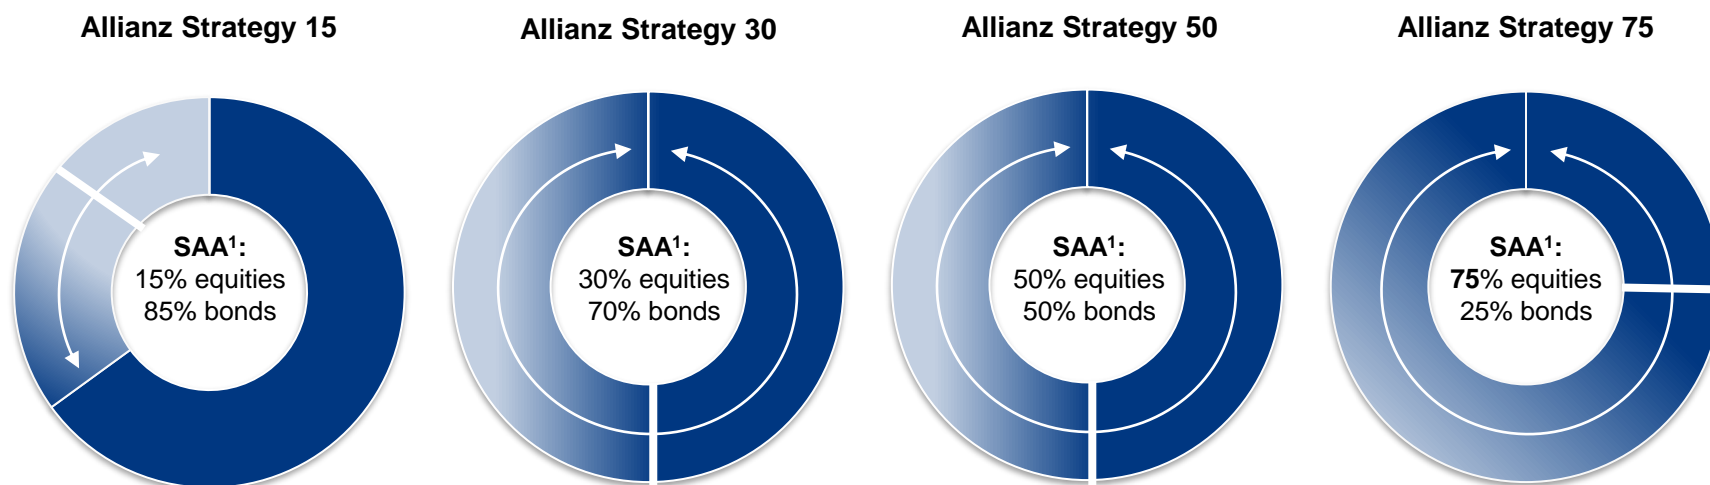 Allianz Strategy 15
Allianz Strategy 30
Allianz Strategy 50
Allianz Strategy 75
SAA¹:
15% equities
85% bonds
SAA¹:
30% equities
70% bonds
SAA¹:
50% equities
50% bonds
SAA¹:
75% equities
25% bonds